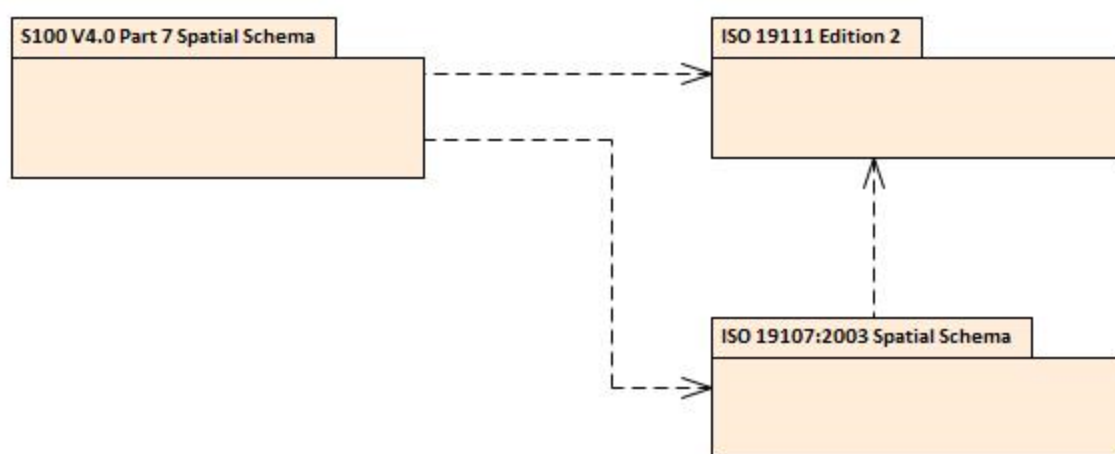 S100 V4.0 Part 7 Spatial Schema
ISO 19111 Edition 2
ISO 19107:2003 Spatial Schema